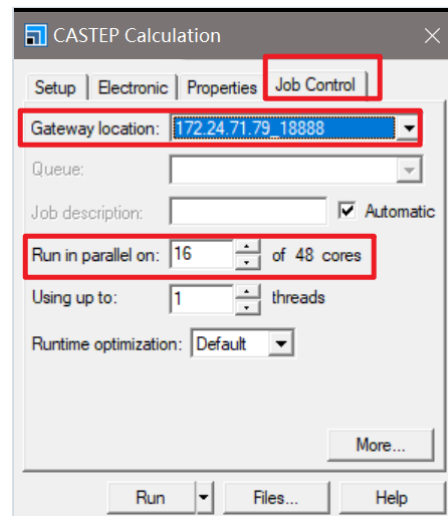 CASTEP Calculation
Setup Electronic Properties Job Control
Gateway location: 172.24.71.79_18888
Queue:
Job description: Automatic
Run in parallel on: 16 of 48 cores
Using up to: 1 threads
Runtime optimization: Default
More...
Run Files... Help